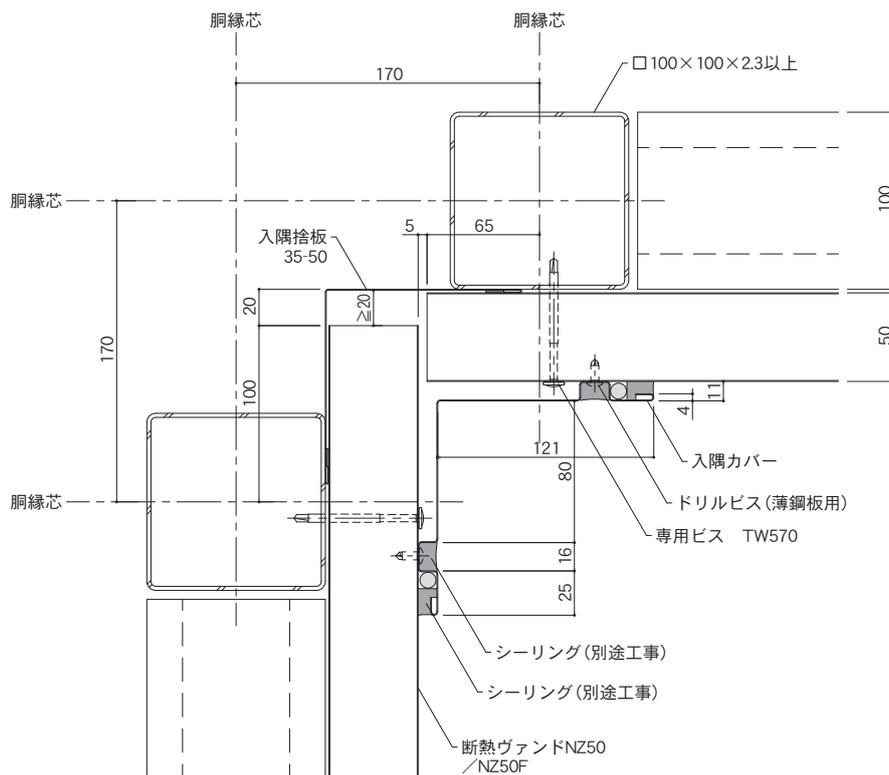 胴縁芯
胴縁芯
170
□100×100×2.3以上
胴縁芯
100
入隅捨板
35-50
5
65
20
≧20
170
100
50
11
4
121
80
入隅カバー
胴縁芯
ドリルビス(薄鋼板用)
専用ビス TW570
16
25
シーリング(別途工事)
シーリング(別途工事)
断熱ヴァンドNZ50
/NZ50F